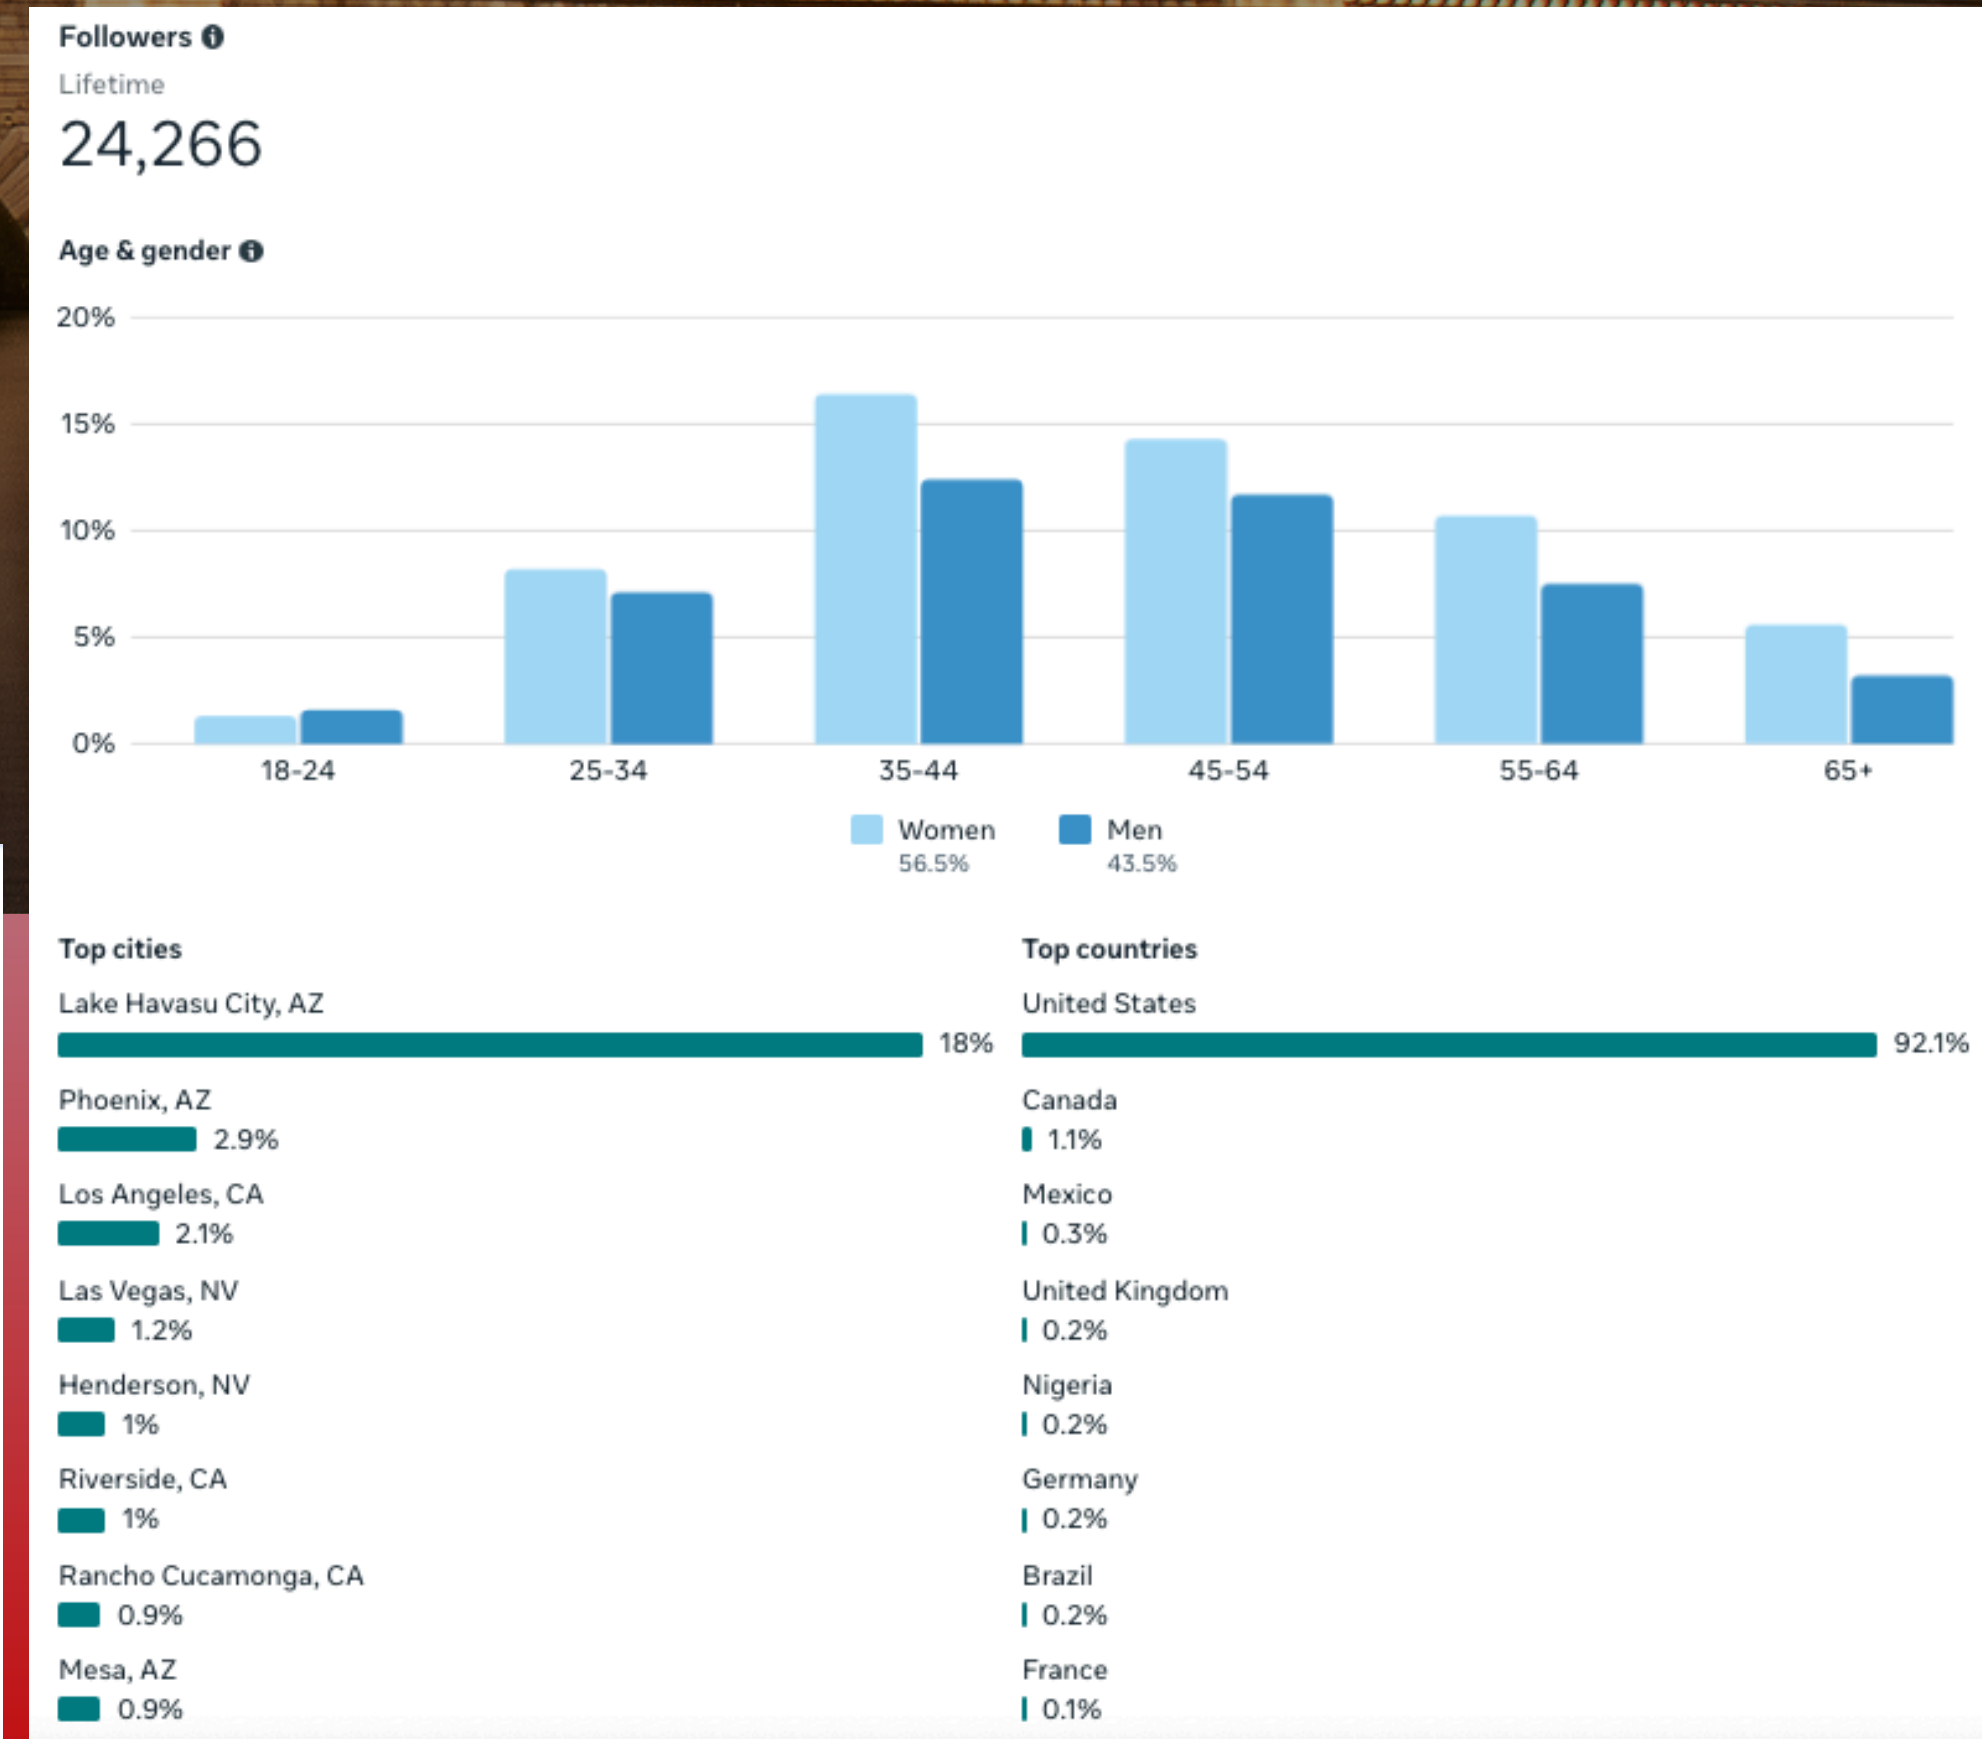 Followers
Lifetime
24,266
Age & gender
20%
15%
10%
5%
0%
18-24 25-34 35-44 45-54 55-64 65+
Women Men
56.5% 43.5%
Top cities
Lake Havasu City, AZ
18%
Phoenix, AZ
2.9%
Los Angeles, CA
2.1%
Las Vegas, NV
1.2%
Henderson, NV
1%
Riverside, CA
1%
Rancho Cucamonga, CA
0.9%
Mesa, AZ
0.9%
Top countries
United States
92.1%
Canada
1.1%
Mexico
0.3%
United Kingdom
0.2%
Nigeria
0.2%
Germany
0.2%
Brazil
0.2%
France
0.1%